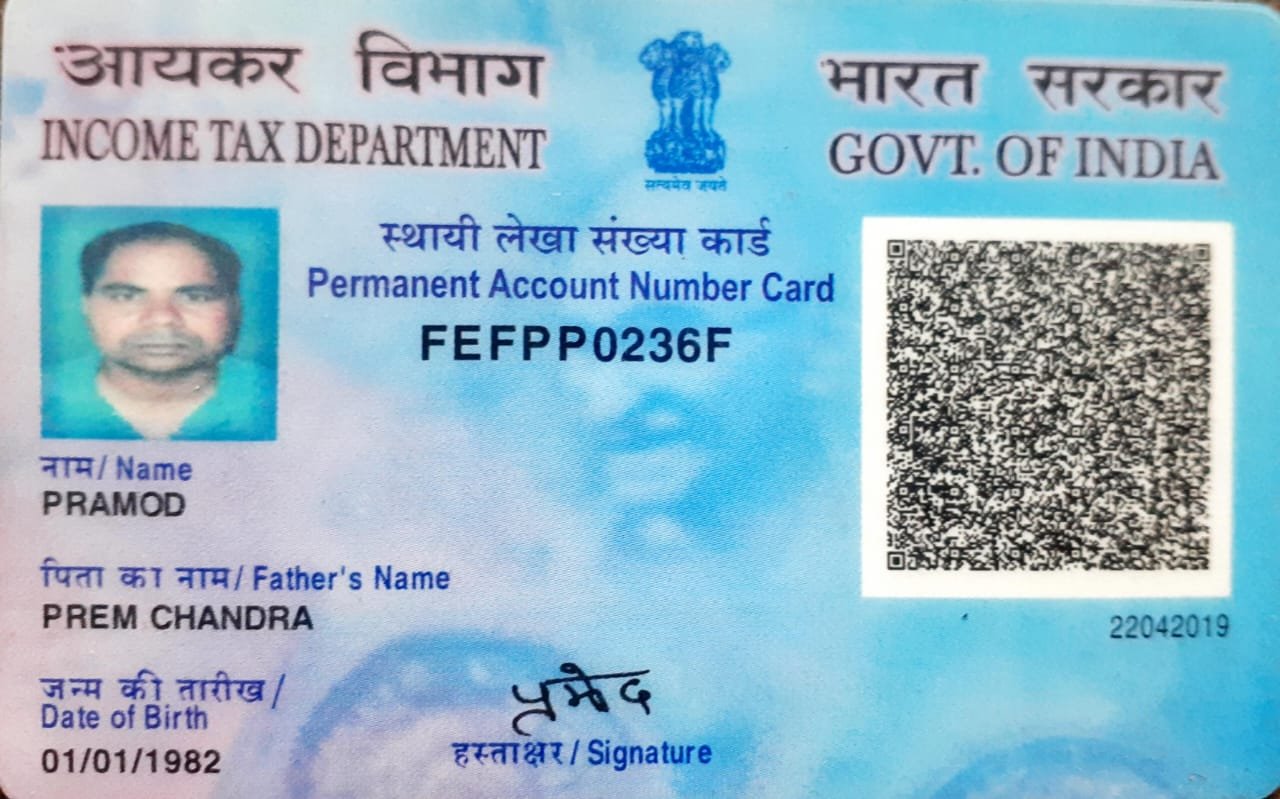 आयकर विभाग
INCOME TAX DEPARTMENT
सत्यमेव जयते
भारत सरकार
GOVT. OF INDIA
स्थायी लेखा संख्या कार्ड
Permanent Account Number Card
FEFPP0236F
नाम/ Name
PRAMOD
पिता का नाम/ Father's Name
PREM CHANDRA
22042019
जन्म की तारीख/
Date of Birth
01/01/1982
प्रमोद
हस्ताक्षर/ Signature